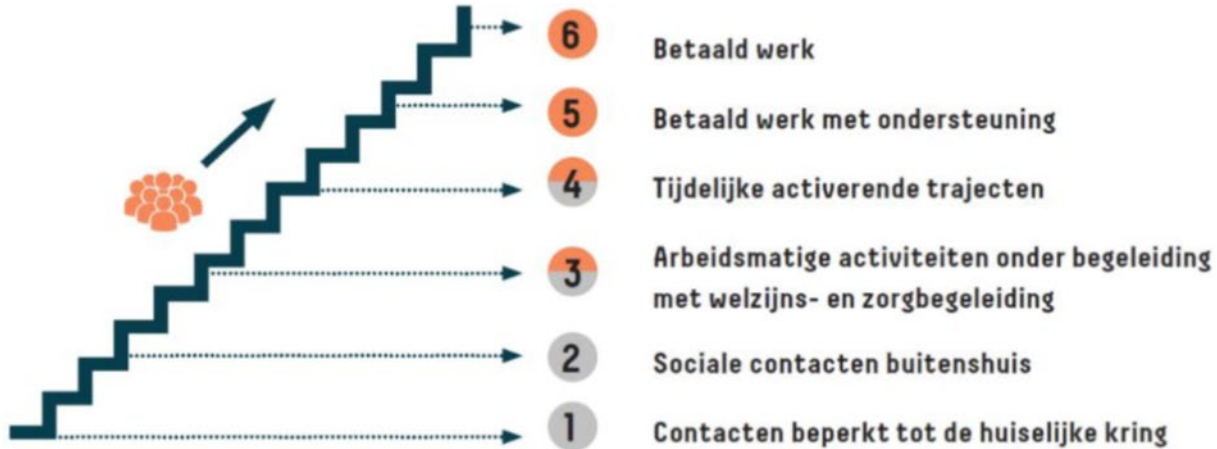 6 Betaald werk
5 Betaald werk met ondersteuning
4 Tijdelijke activerende trajecten
3 Arbeidsmatige activiteiten onder begeleiding
met welzijns- en zorgbegeleiding
2 Sociale contacten buitenshuis
1 Contacten beperkt tot de huiselijke kring